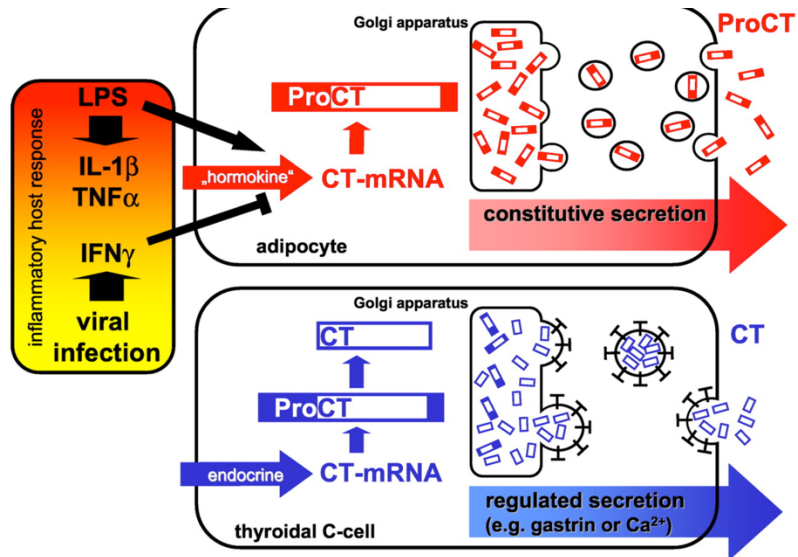 inflammatory host response
LPS
IL-1β
TNFα
IFNγ
viral
infection
Golgi apparatus
ProCT
ProCT
„hormokine“
CT-mRNA
constitutive secretion
adipocyte
Golgi apparatus
CT
CT
ProCT
endocrine
CT-mRNA
regulated secretion
(e.g. gastrin or Ca²⁺)
thyroidal C-cell